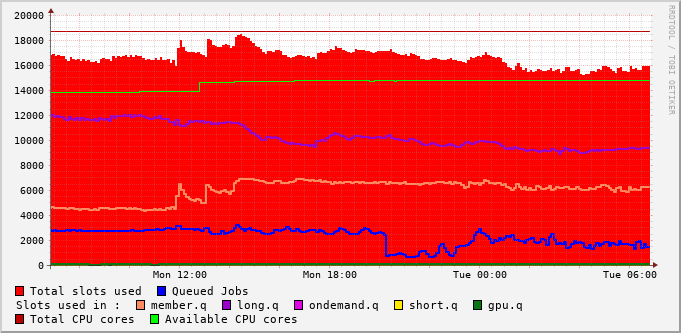 20000
18000
16000
14000
12000
10000
8000
6000
4000
2000
0
Mon 12:00 Mon 18:00 Tue 00:00 Tue 06:00
Total slots used Queued Jobs
Slots used in : member.q long.q ondemand.q short.q gpu.q
Total CPU cores Available CPU cores
RRDTOOL / TOBI OETIKER